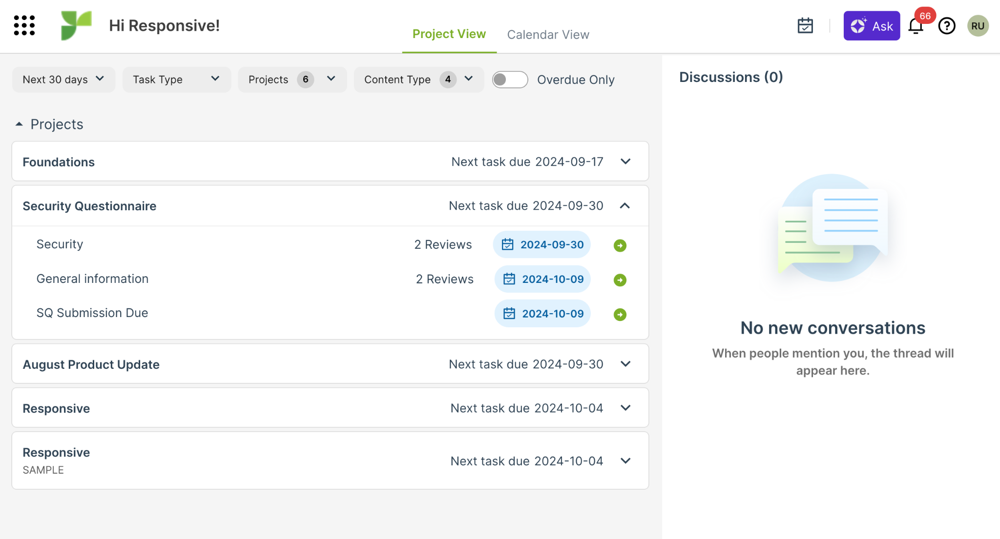 Hi Responsive!
Project View
Calendar View
Ask
66
RU
Next 30 days
Task Type
Projects 6
Content Type 4
Overdue Only
Discussions (0)
Projects
Foundations
Next task due 2024-09-17
Security Questionnaire
Next task due 2024-09-30
Security
2 Reviews
2024-09-30
General information
2 Reviews
2024-10-09
SQ Submission Due
2024-10-09
August Product Update
Next task due 2024-09-30
Responsive
Next task due 2024-10-04
Responsive
SAMPLE
Next task due 2024-10-04
No new conversations
When people mention you, the thread will
appear here.